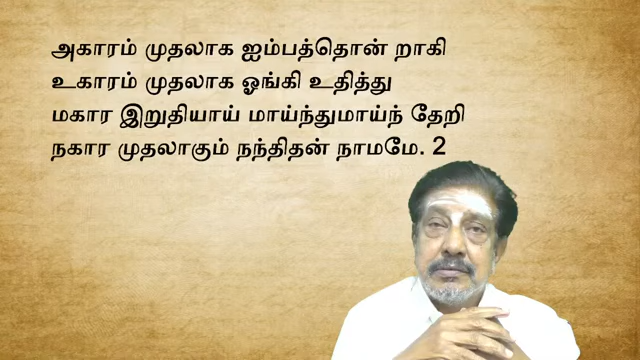 அகாரம் முதலாக ஐம்பத்தொன் றாகி
உகாரம் முதலாக ஓங்கி உதித்து
மகார இறுதியாய் மாய்ந்துமாய்ந் தேறி
நகார முதலாகும் நந்திதன் நாமமே. 2